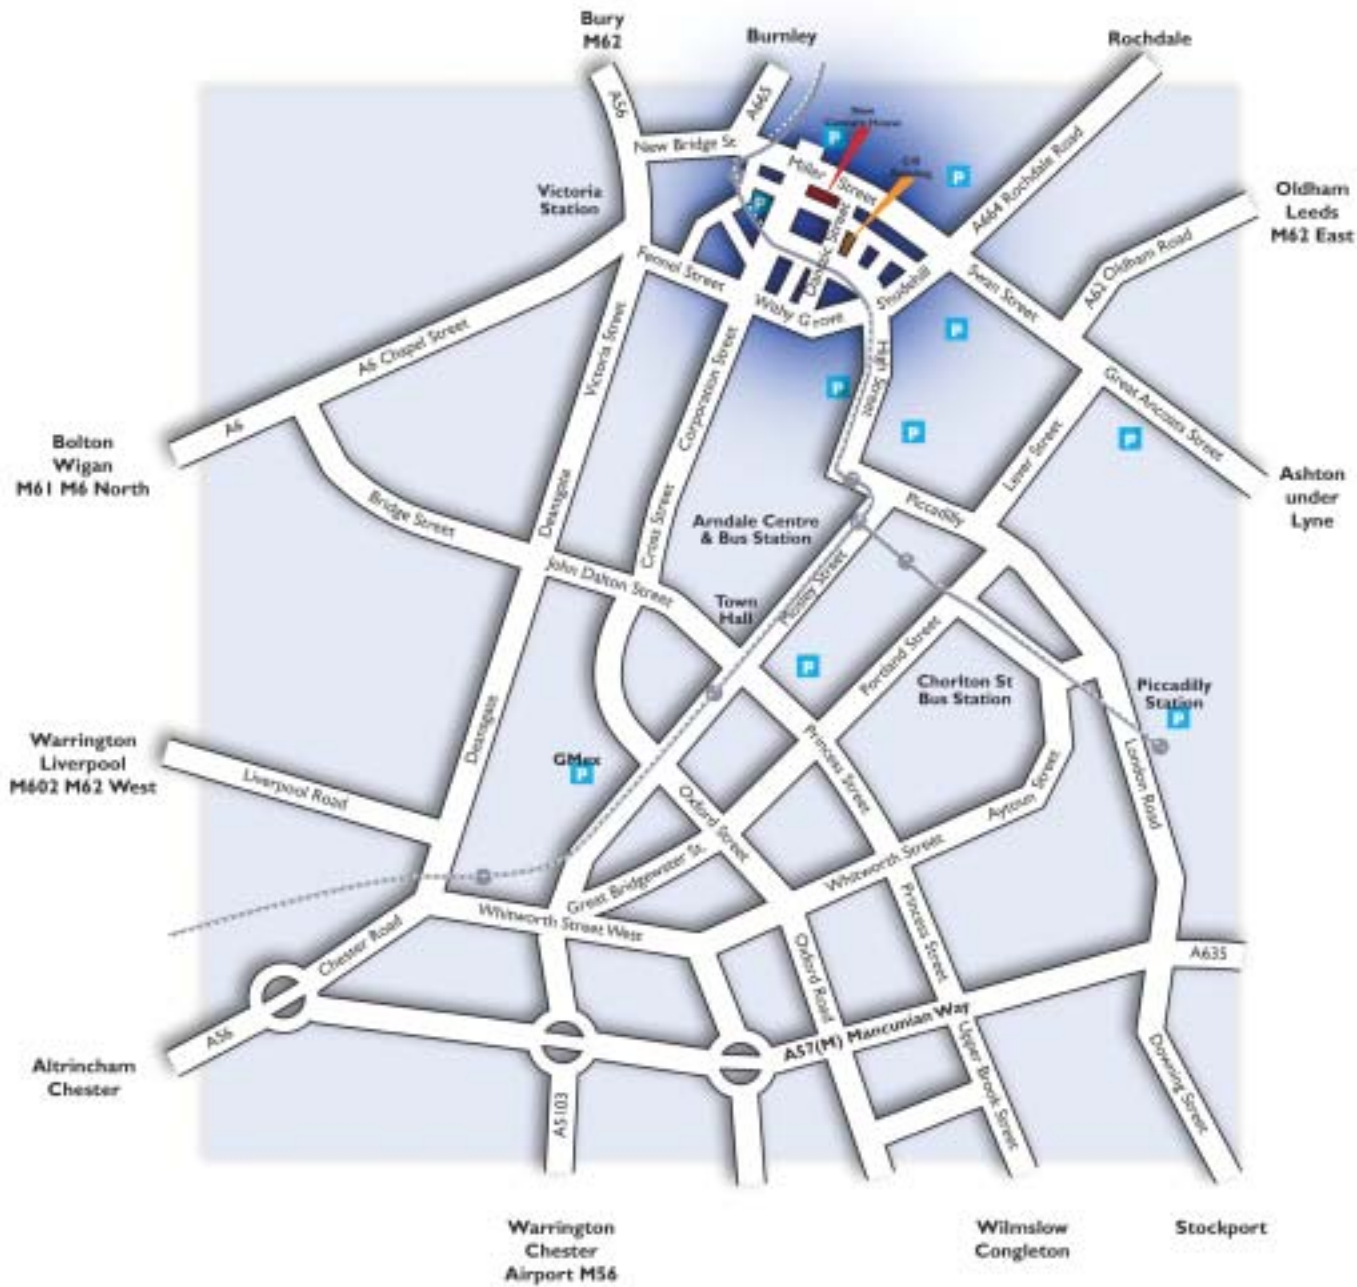 Bury
M62
Burnley
Rochdale
A56
A665
New Bridge St
P
Miller Street
P
Victoria
Station
P
A664 Rochdale Road
Oldham
Leeds
M62 East
A62 Oldham Road
Fennel Street
Dantzic Street
Shudehill
Swan Street
Withy Grove
A6 Chapel Street
Victoria Street
Corporation Street
High Street
P
P
Great Ancoats Street
A6
P
P
Bolton
Wigan
M61 M6 North
Lever Street
Ashton
under
Lyne
Bridge Street
Deansgate
Cross Street
Arndale Centre
& Bus Station
Piccadilly
John Dalton Street
Mosley Street
Town
Hall
P
Portland Street
Chorlton St
Bus Station
Piccadilly
Station
P
Warrington
Liverpool
M602 M62 West
Deansgate
GMex
P
Princess Street
London Road
Liverpool Road
Oxford Street
Aytoun Street
Great Bridgewater St.
Whitworth Street
Whitworth Street West
Princess Street
Chester Road
Oxford Road
A635
A56
A57(M) Mancunian Way
Altrincham
Chester
A5103
Upper Brook Street
Downing Street
Warrington
Chester
Airport M56
Wilmslow
Congleton
Stockport